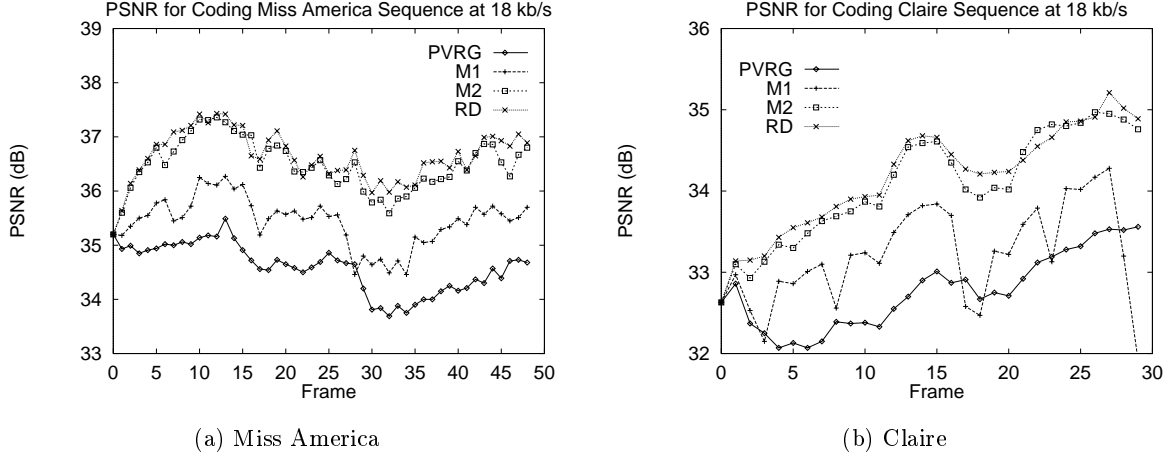 PSNR for Coding Miss America Sequence at 18 kb/s
39
38
37
36
35
34
33
PSNR (dB)
PVRG
M1
M2
RD
0 5 10 15 20 25 30 35 40 45 50
Frame
(a) Miss America
PSNR for Coding Claire Sequence at 18 kb/s
36
35
34
33
32
PSNR (dB)
PVRG
M1
M2
RD
0 5 10 15 20 25 30
Frame
(b) Claire